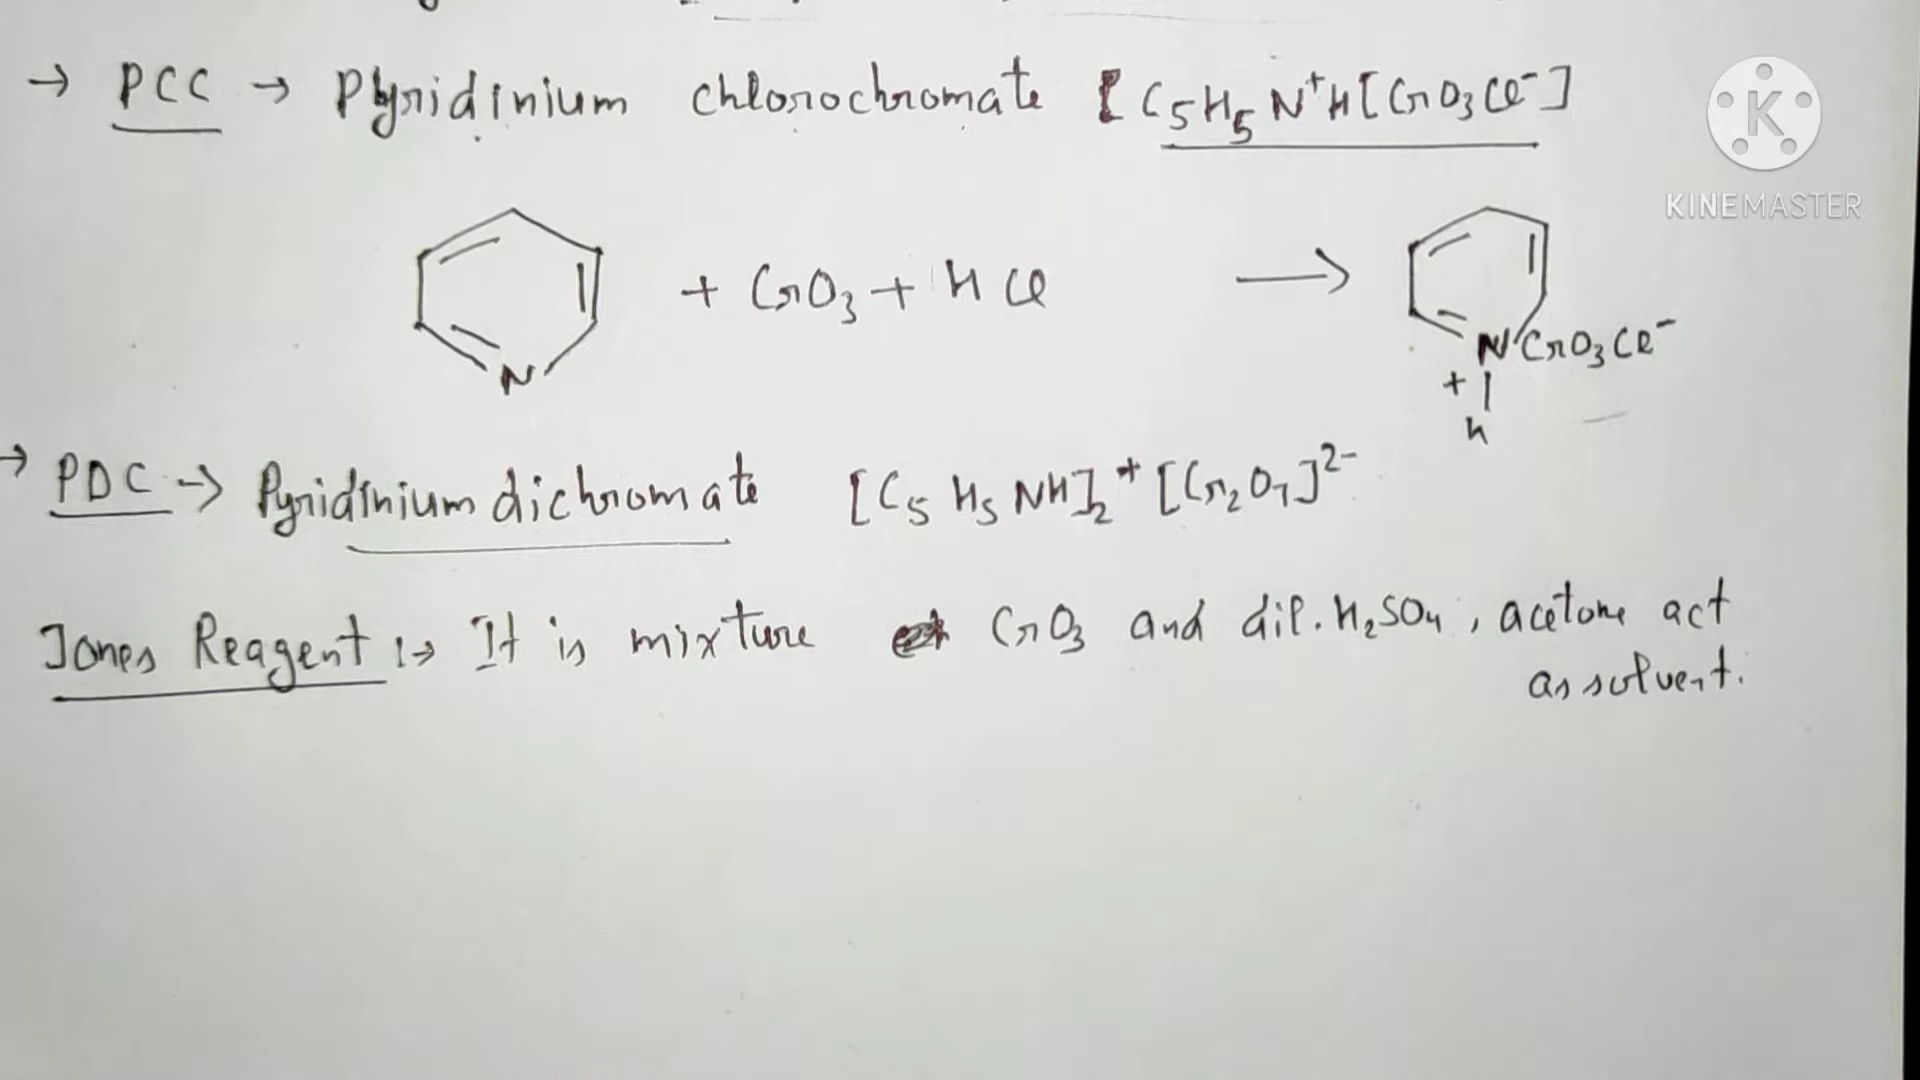 → PCC → Pyridinium chlorochromate [C₅H₅N⁺H[CrO₃Cl⁻]
KINEMASTER
N + CrO₃ + HCl → N CrO₃Cl⁻
+
H
→ PDC → Pyridinium dichromate [C₅H₅NH]₂⁺ [Cr₂O₇]²⁻
Jones Reagent :→ It is mixture of CrO₃ and dil. H₂SO₄, acetone act
as solvent.